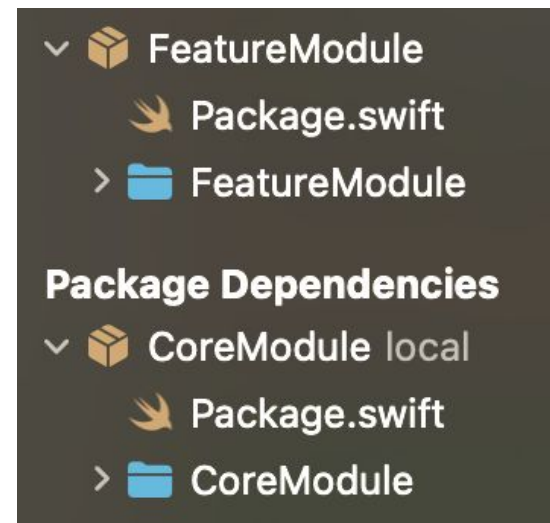 FeatureModule
Package.swift
FeatureModule
Package Dependencies
CoreModule local
Package.swift
CoreModule